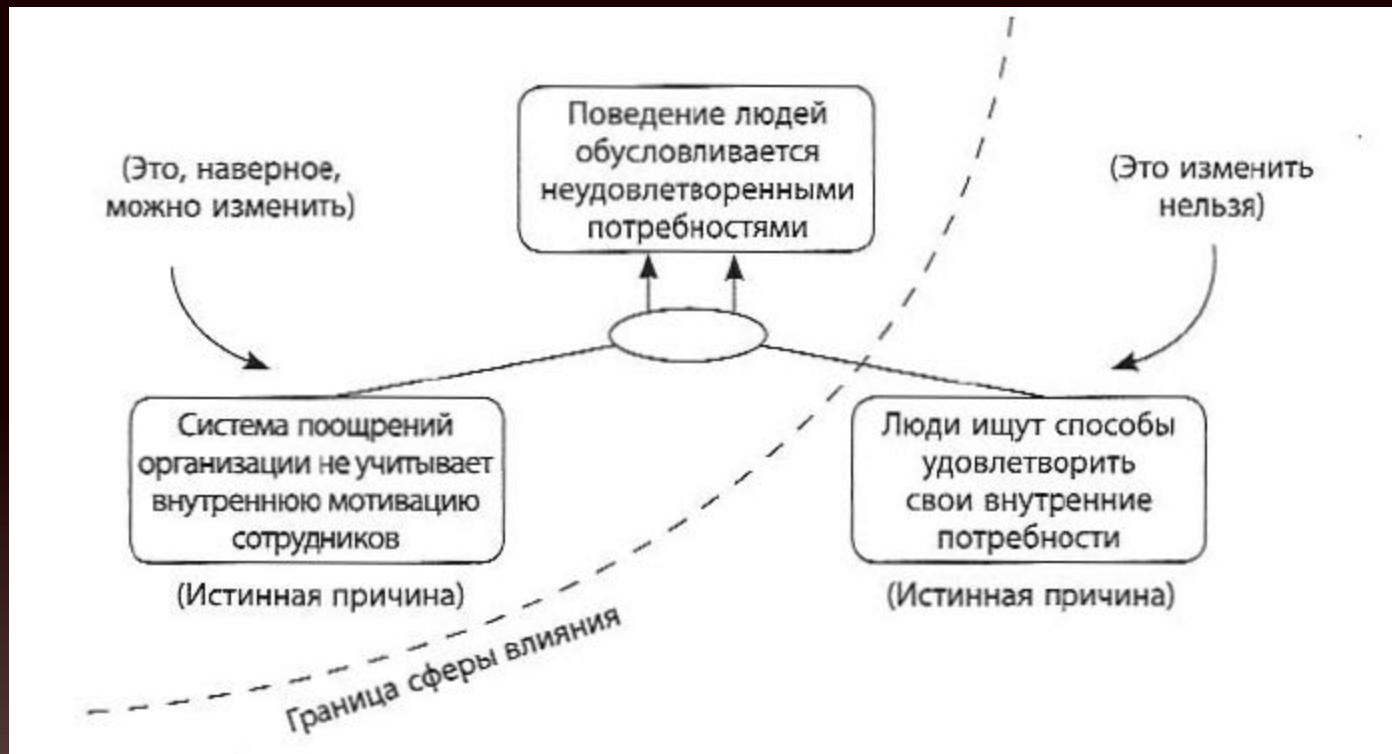 Поведение людей
обусловливается
неудовлетворенными
потребностями
(Это, наверное,
можно изменить)
(Это изменить
нельзя)
Система поощрений
организации не учитывает
внутреннюю мотивацию
сотрудников
(Истинная причина)
Люди ищут способы
удовлетворить
свои внутренние
потребности
(Истинная причина)
Граница сферы влияния